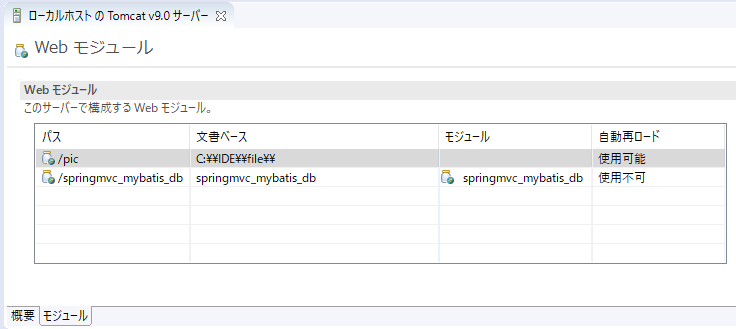 ローカルホスト の Tomcat v9.0 サーバー
Web モジュール
Web モジュール
このサーバーで構成する Web モジュール。
パス 文書ベース モジュール 自動再ロード
/pic C:¥¥IDE¥¥file¥¥ 使用可能
/springmvc_mybatis_db springmvc_mybatis_db springmvc_mybatis_db 使用不可
概要 モジュール